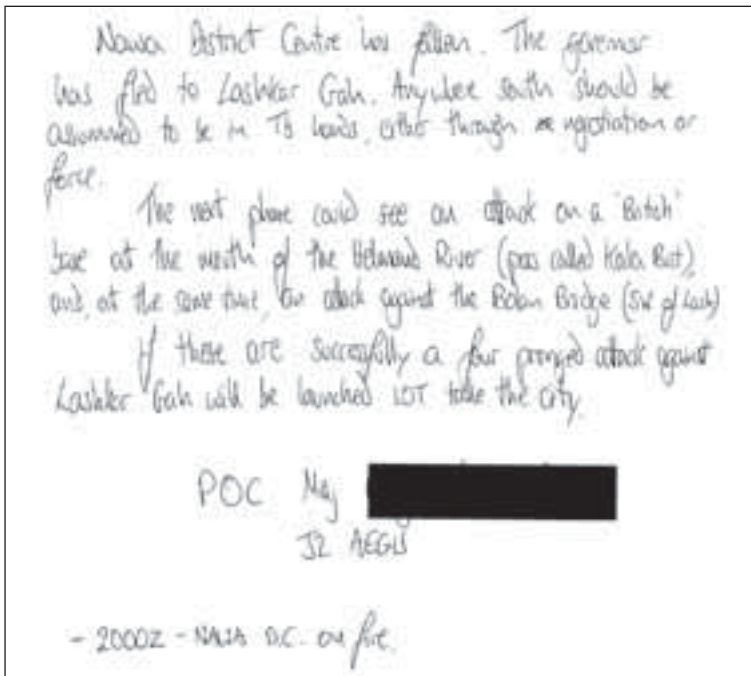 Nawa District Centre has fallen. The governor
has fled to Lashkar Gah. Anywhere south should be
assumed to be in Tb hands, either through negotiation or
force.
The next phase could see an attack on a 'British'
base at the mouth of the Helmand River (poss called Kala Bist),
and, at the same time, an attack against the Bolan Bridge (SW of Lash)
If these are successfully a four pronged attack against
Lashkar Gah will be launched IOT take the city.
POC Maj
J2 AEGIS
- 2000Z - NAWA D.C. on fire.